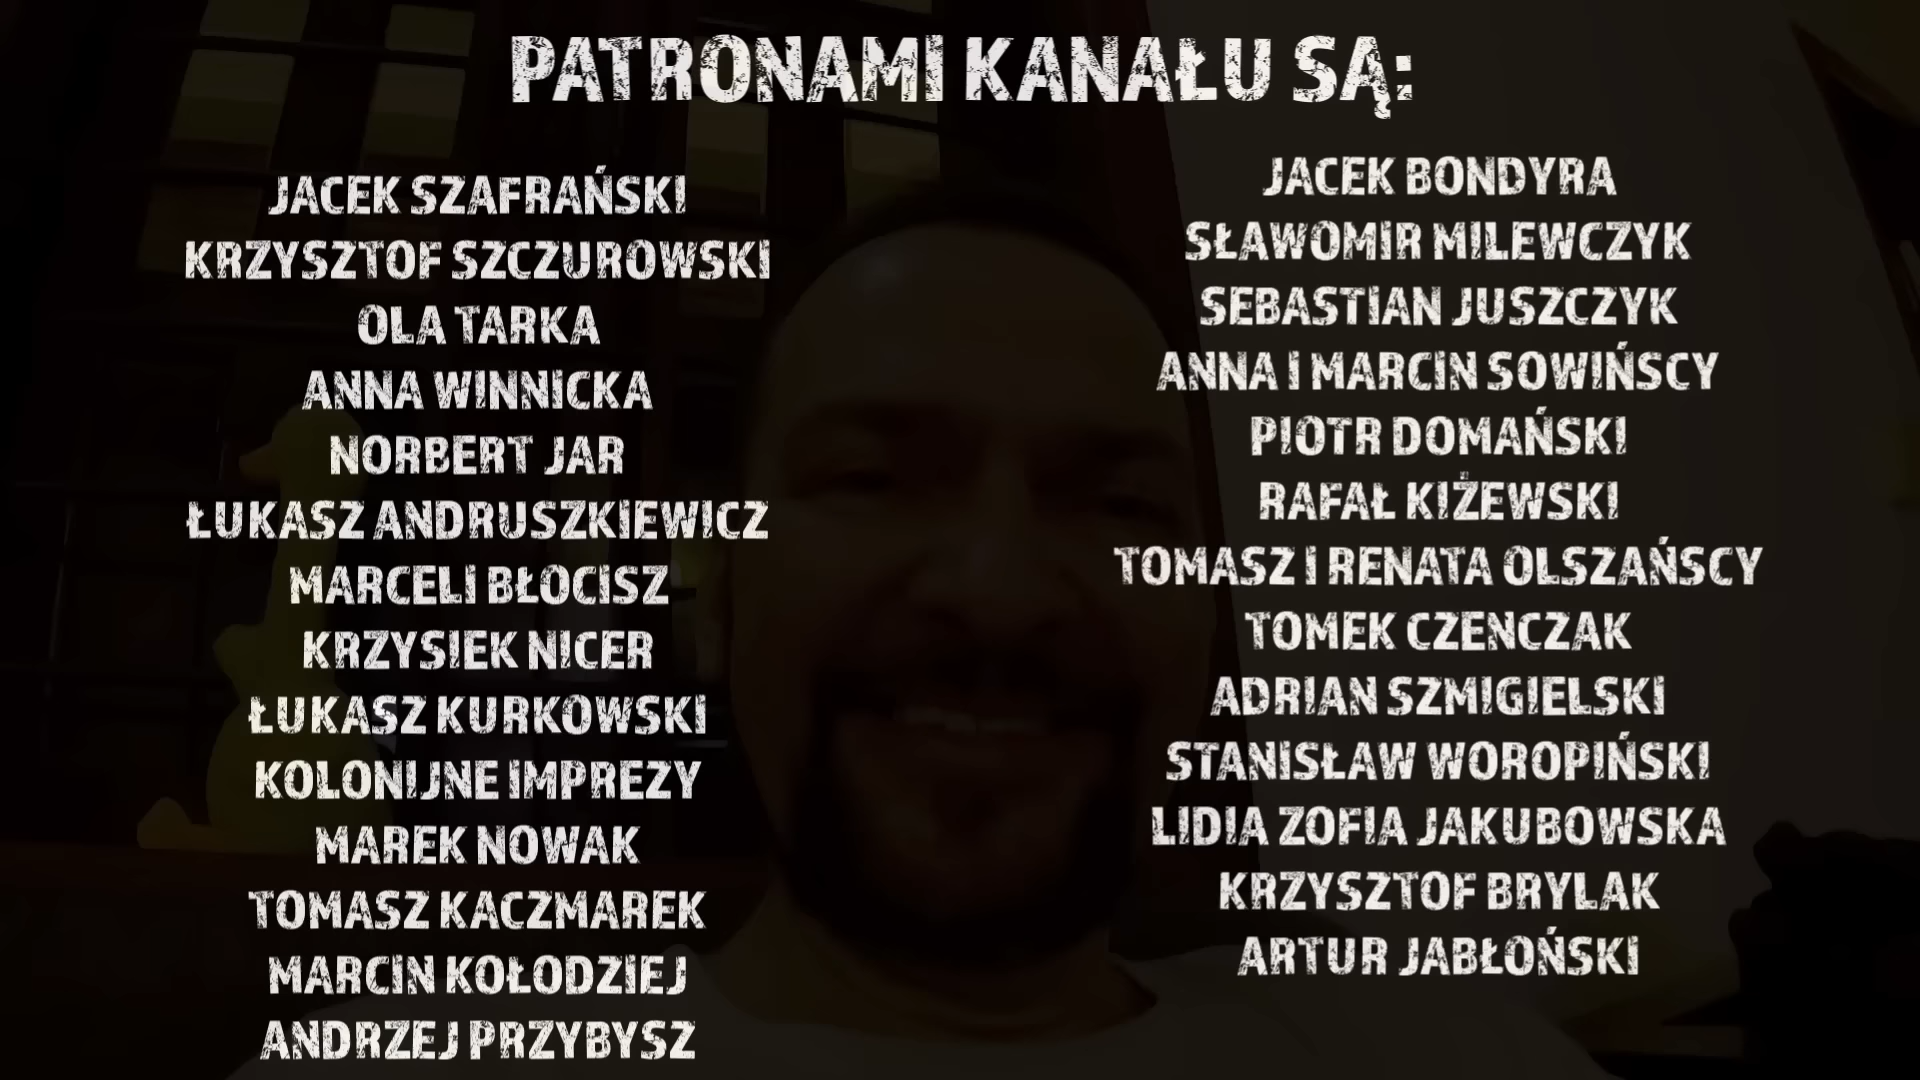 PATRONAMI KANAŁU SĄ:
JACEK SZAFRAŃSKI
KRZYSZTOF SZCZUROWSKI
OLA TARKA
ANNA WINNICKA
NORBERT JAR
ŁUKASZ ANDRUSZKIEWICZ
MARCELI BŁOCISZ
KRZYSIEK NICER
ŁUKASZ KURKOWSKI
KOLONIJNE IMPREZY
MAREK NOWAK
TOMASZ KACZMAREK
MARCIN KOŁODZIEJ
ANDRZEJ PRZYBYSZ
JACEK BONDYRA
SŁAWOMIR MILEWCZYK
SEBASTIAN JUSZCZYK
ANNA I MARCIN SOWIŃSCY
PIOTR DOMAŃSKI
RAFAŁ KIŻEWSKI
TOMASZ I RENATA OLSZAŃSCY
TOMEK CZENCZAK
ADRIAN SZMIGIELSKI
STANISŁAW WOROPIŃSKI
LIDIA ZOFIA JAKUBOWSKA
KRZYSZTOF BRYLAK
ARTUR JABŁOŃSKI